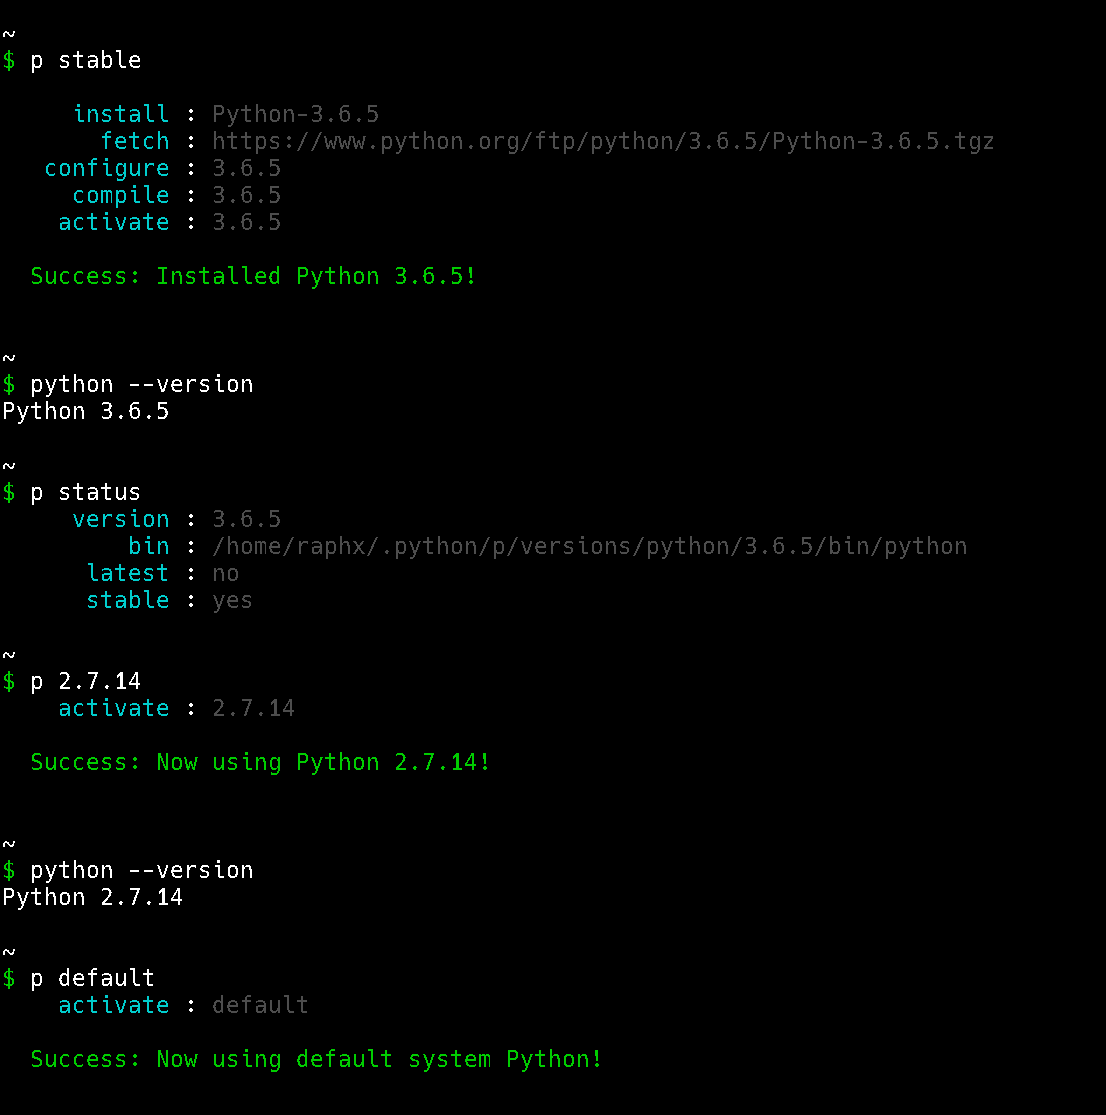 ~
$ p stable
install : Python-3.6.5
fetch : https://www.python.org/ftp/python/3.6.5/Python-3.6.5.tgz
configure : 3.6.5
compile : 3.6.5
activate : 3.6.5
Success: Installed Python 3.6.5!
~
$ python --version
Python 3.6.5
~
$ p status
version : 3.6.5
bin : /home/raphx/.python/p/versions/python/3.6.5/bin/python
latest : no
stable : yes
~
$ p 2.7.14
activate : 2.7.14
Success: Now using Python 2.7.14!
~
$ python --version
Python 2.7.14
~
$ p default
activate : default
Success: Now using default system Python!